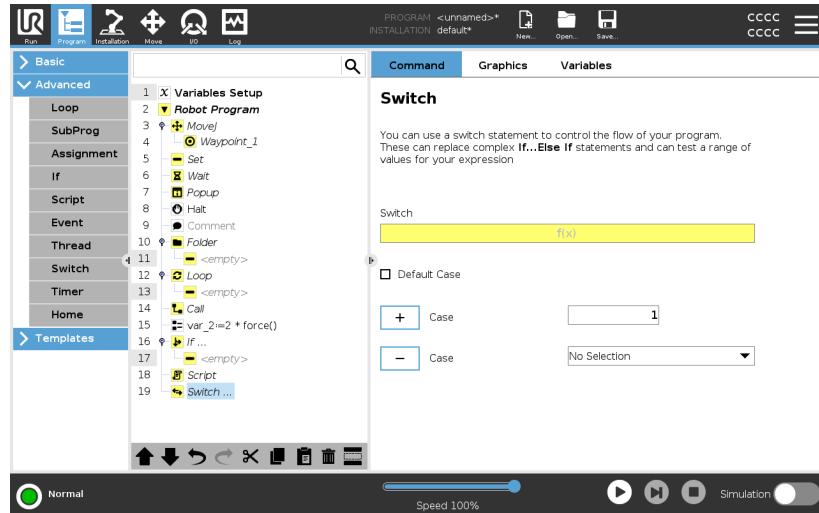 UR
PROGRAM <unnamed>*
INSTALLATION default*
New... Open... Save...
cccc
cccc
Run Program Installation Move I/O Log
Basic
Advanced
Loop
SubProg
Assignment
If
Script
Event
Thread
Switch
Timer
Home
Templates
1 X Variables Setup
2 Robot Program
3 MoveJ
4 Waypoint_1
5 Set
6 Wait
7 Popup
8 Halt
9 Comment
10 Folder
11 <empty>
12 Loop
13 <empty>
14 Call
15 var_2:=2 * force()
16 If ...
17 <empty>
18 Script
19 Switch ...
Command Graphics Variables
Switch
You can use a switch statement to control the flow of your program.
These can replace complex If...Else If statements and can test a range of
values for your expression
Switch
f(x)
Default Case
+ Case 1
− Case No Selection
Normal
Speed 100%
Simulation